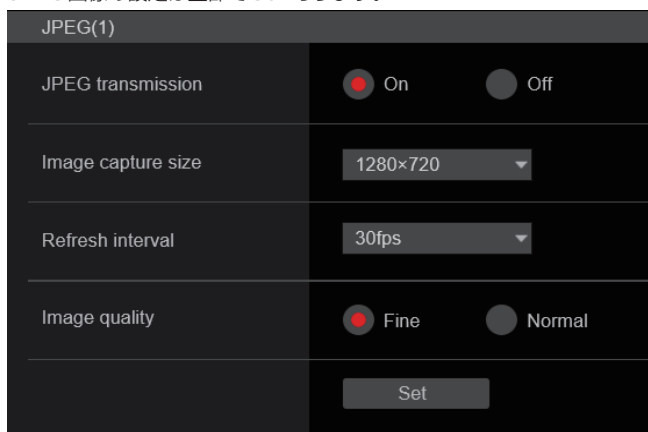 JPEG(1)
JPEG transmission On Off
Image capture size 1280×720
Refresh interval 30fps
Image quality Fine Normal
Set